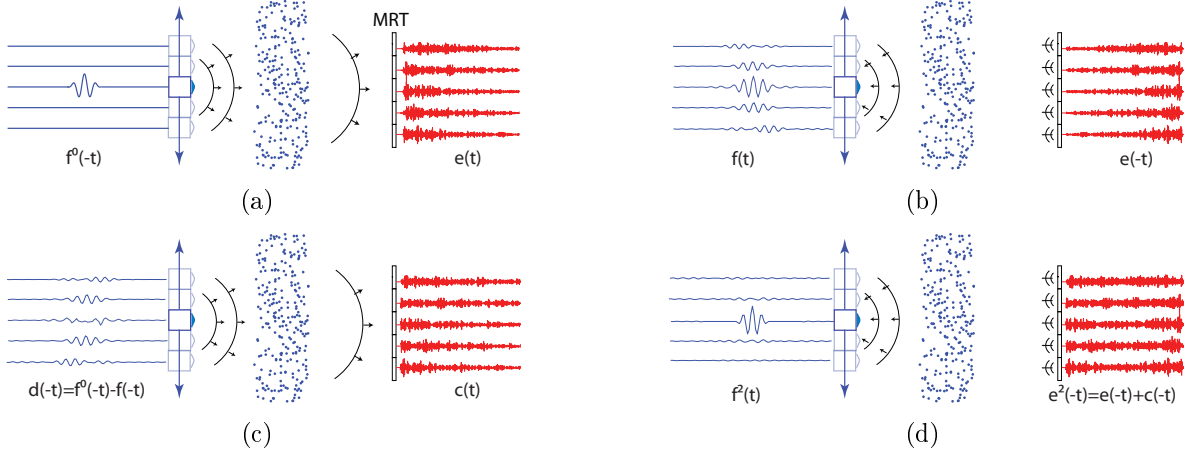 MRT
f⁰(-t)
e(t)
(a)
f(t)
e(-t)
(b)
d(-t)=f⁰(-t)-f(-t)
c(t)
(c)
f²(t)
e²(-t)=e(-t)+c(-t)
(d)